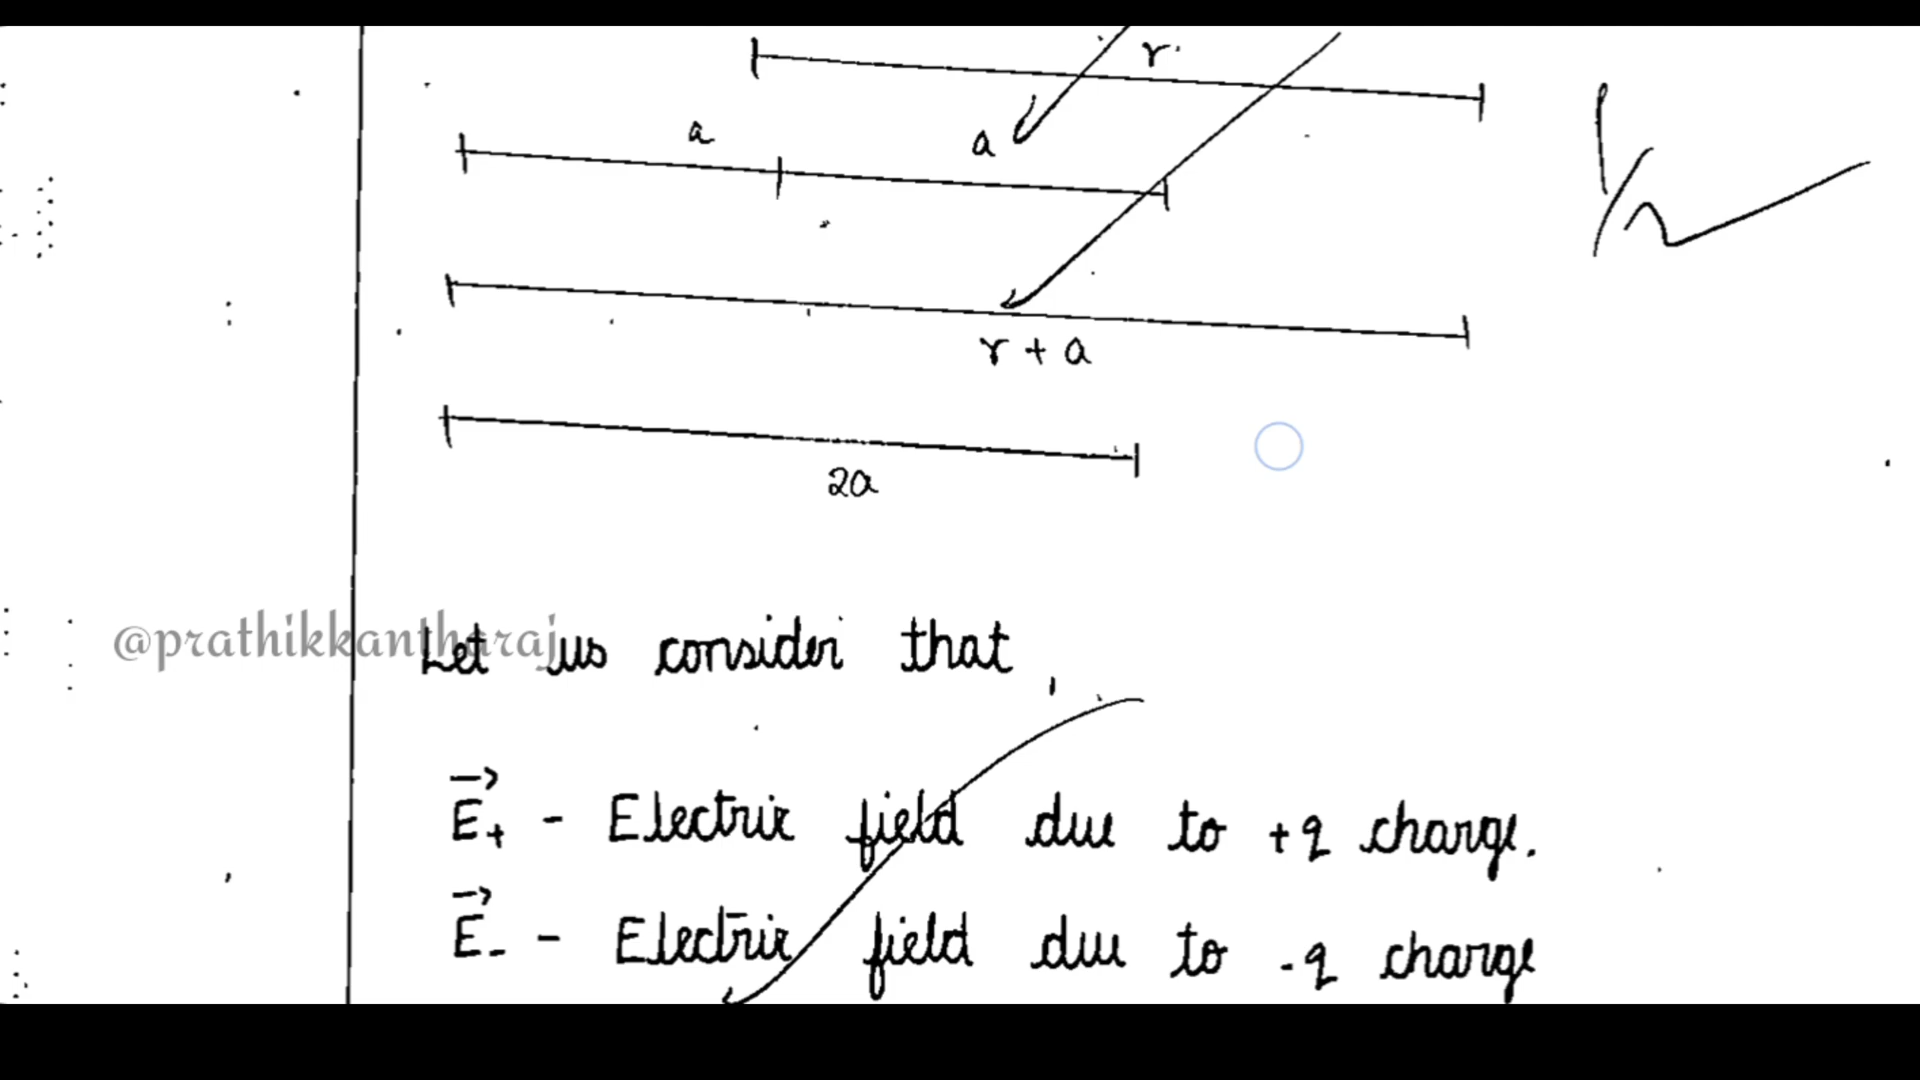 r
a a
r + a
2a
@prathikkantharaj
Let us consider that,
E⃗₊ - Electric field due to +q charge.
E⃗₋ - Electric field due to -q charge